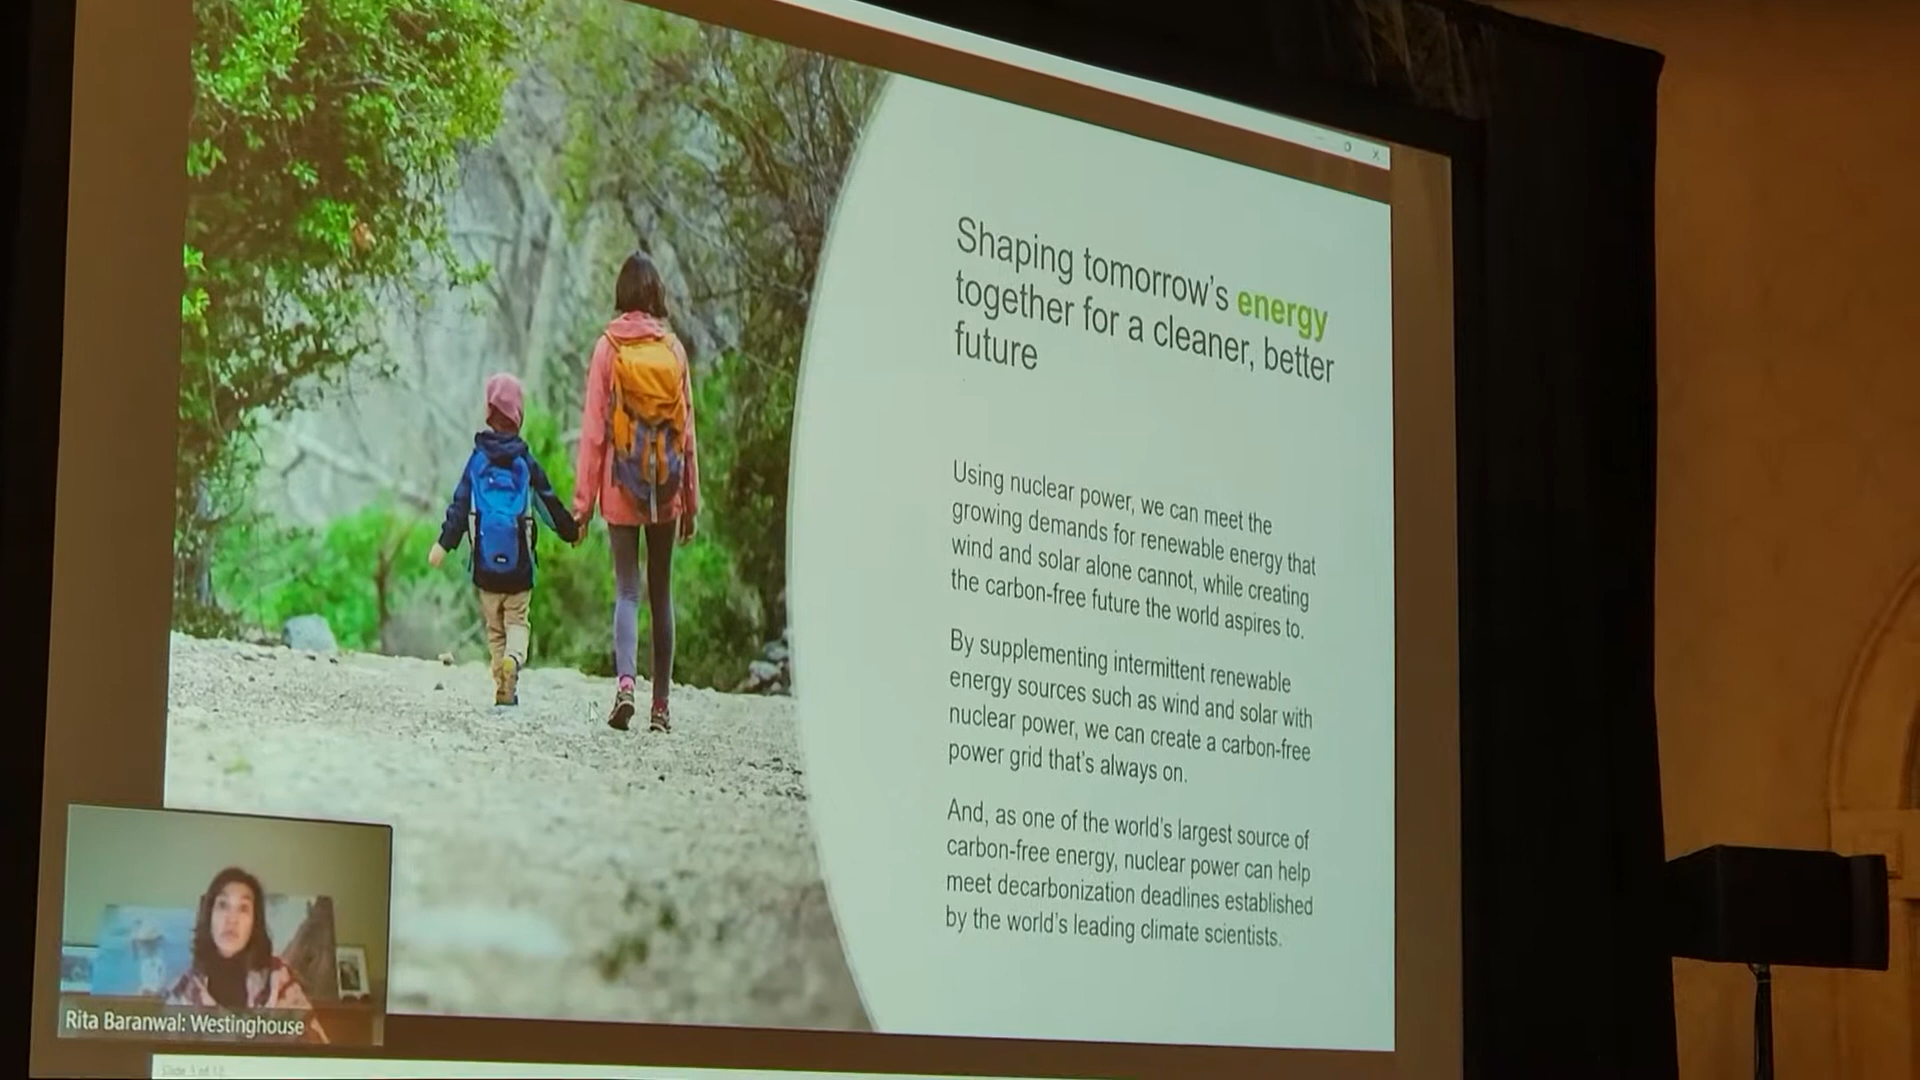 Shaping tomorrow's energy
together for a cleaner, better
future
Using nuclear power, we can meet the
growing demands for renewable energy that
wind and solar alone cannot, while creating
the carbon-free future the world aspires to.
By supplementing intermittent renewable
energy sources such as wind and solar with
nuclear power, we can create a carbon-free
power grid that's always on.
And, as one of the world's largest source of
carbon-free energy, nuclear power can help
meet decarbonization deadlines established
by the world's leading climate scientists.
Rita Baranwal: Westinghouse